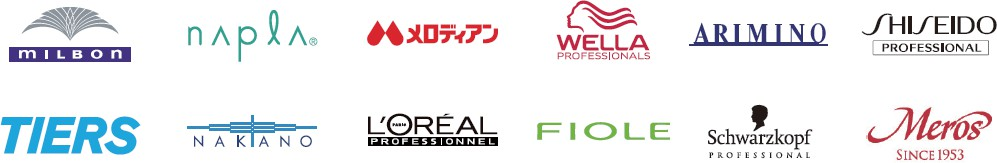 MILBON
napla®
メロディアン
WELLA
PROFESSIONALS
ARIMINO
SHISEIDO
PROFESSIONAL
TIERS
NAKANO
L'ORÉAL
PARIS
PROFESSIONNEL
FIOLE
Schwarzkopf
PROFESSIONAL
Meros
SINCE 1953